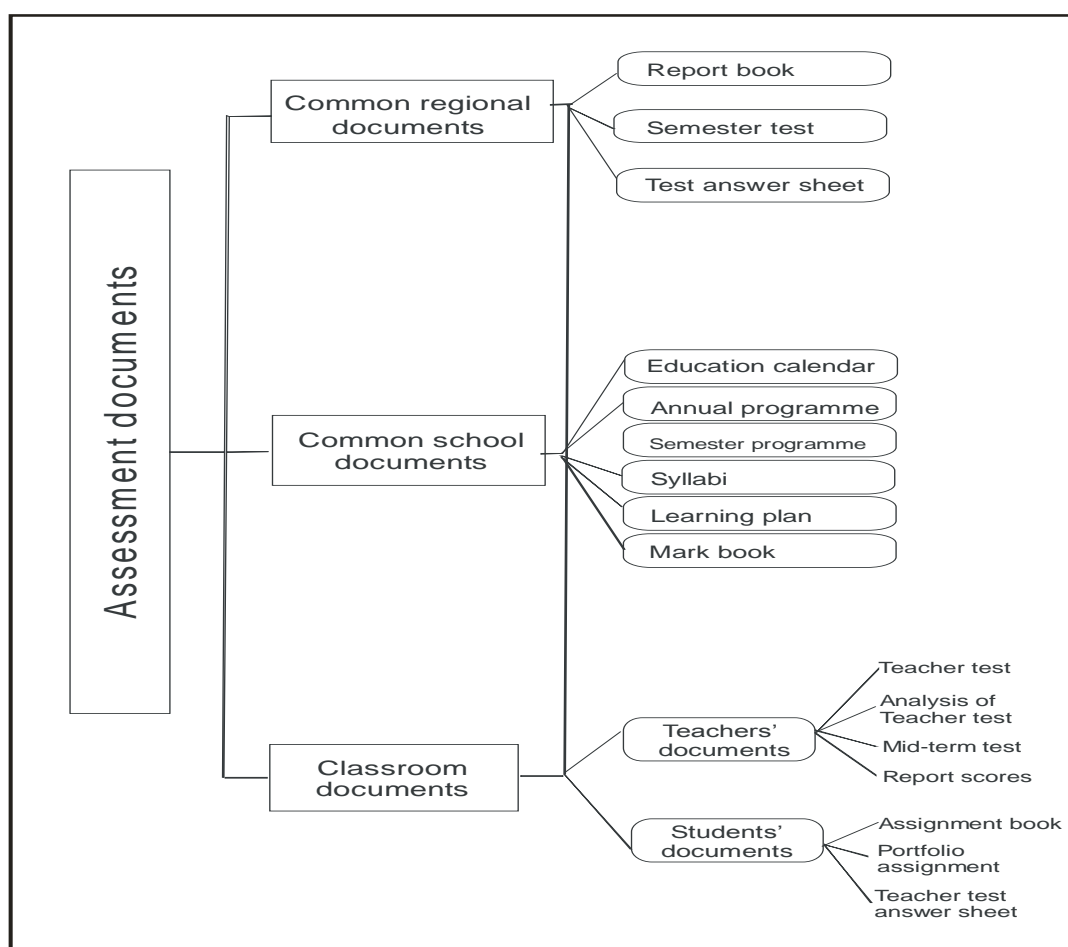 Assessment documents
Common regional
documents
Report book
Semester test
Test answer sheet
Common school
documents
Education calendar
Annual programme
Semester programme
Syllabi
Learning plan
Mark book
Classroom
documents
Teachers'
documents
Teacher test
Analysis of
Teacher test
Mid-term test
Report scores
Students'
documents
Assignment book
Portfolio
assignment
Teacher test
answer sheet